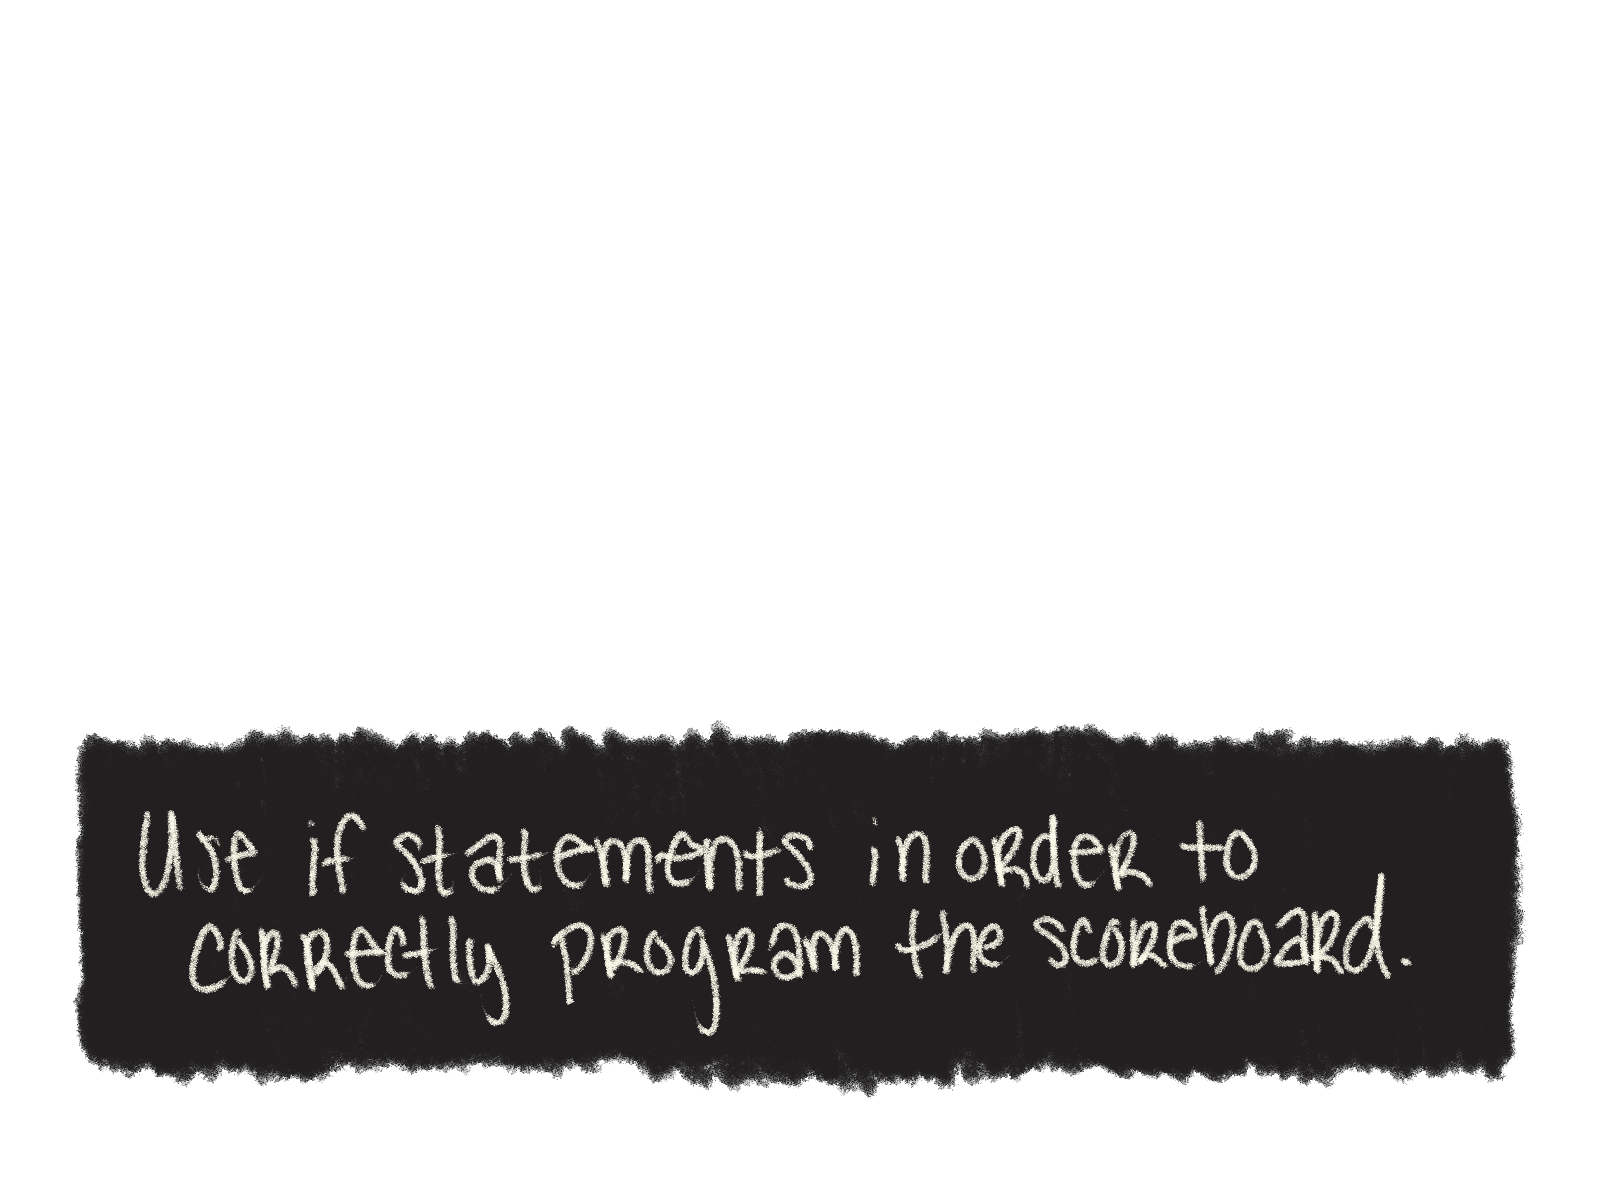 Use if statements in order to
correctly program the scoreboard.